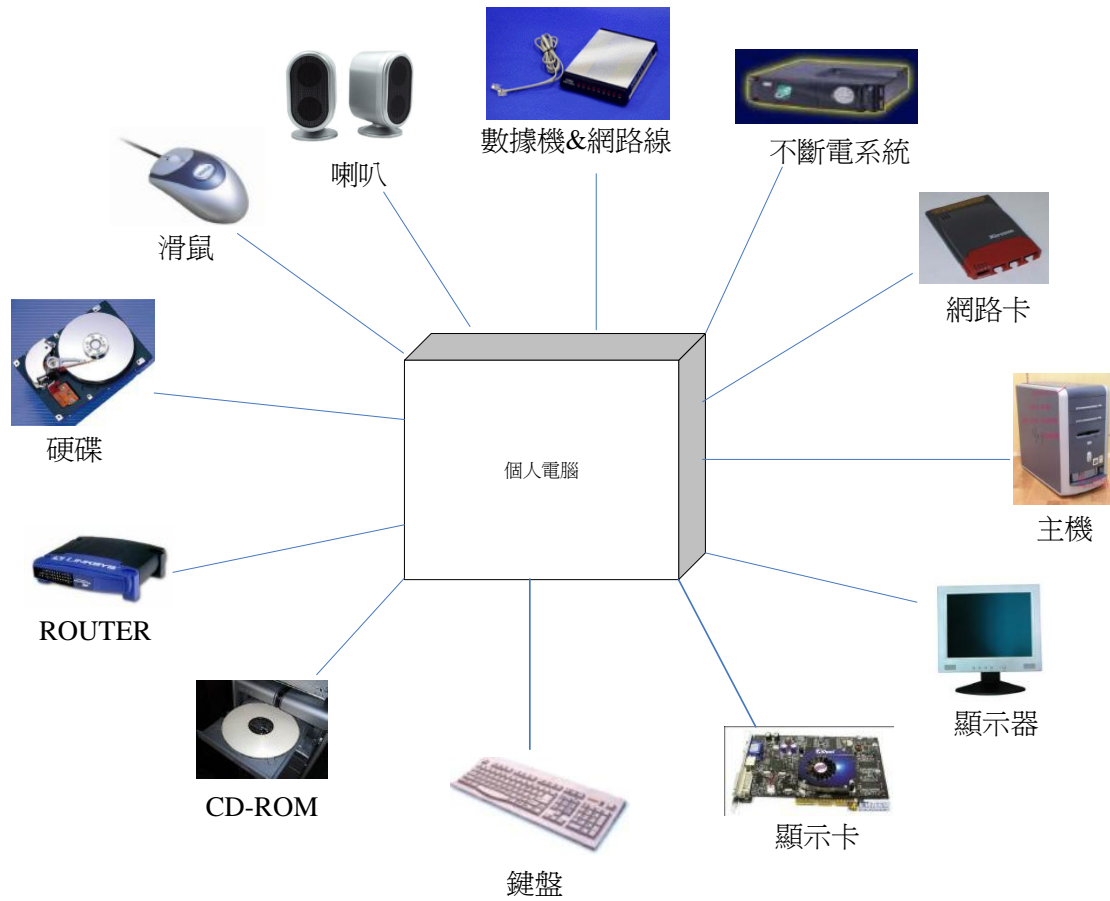 數據機&網路線
不斷電系統
喇叭
滑鼠
網路卡
硬碟
個人電腦
主機
LINKSYS
ROUTER
顯示器
CD-ROM
顯示卡
鍵盤